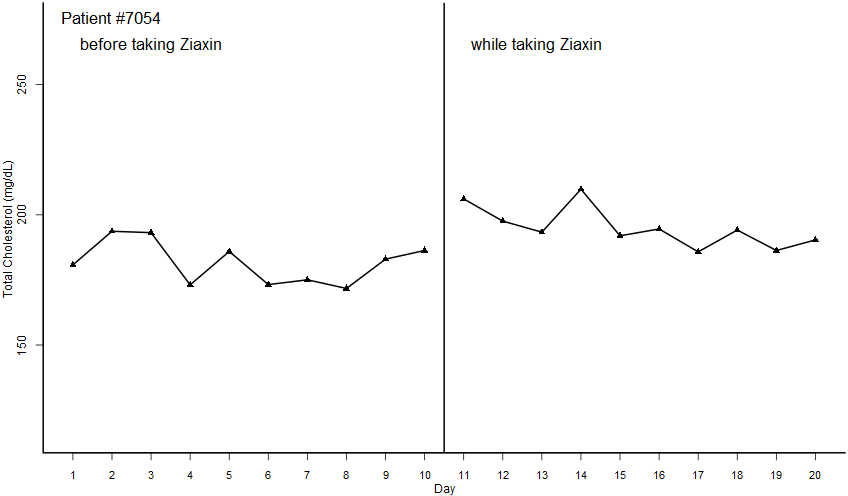 Patient #7054
before taking Ziaxin
while taking Ziaxin
250
200
150
Total Cholesterol (mg/dL)
1 2 3 4 5 6 7 8 9 10 11 12 13 14 15 16 17 18 19 20
Day